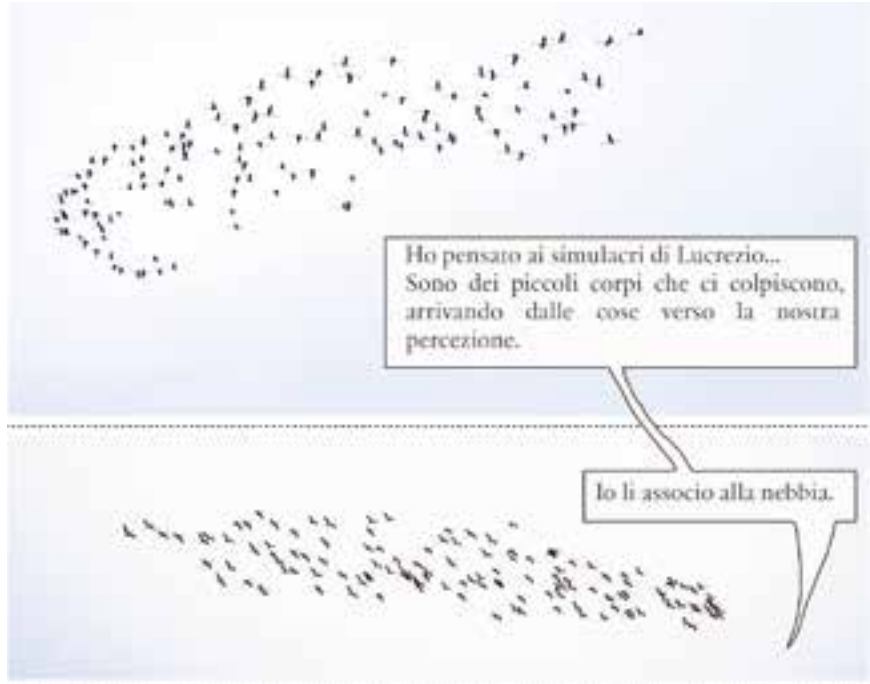 Ho pensato ai simulacri di Lucrezio...
Sono dei piccoli corpi che ci colpiscono,
arrivando dalle cose verso la nostra
percezione.
Io li associo alla nebbia.